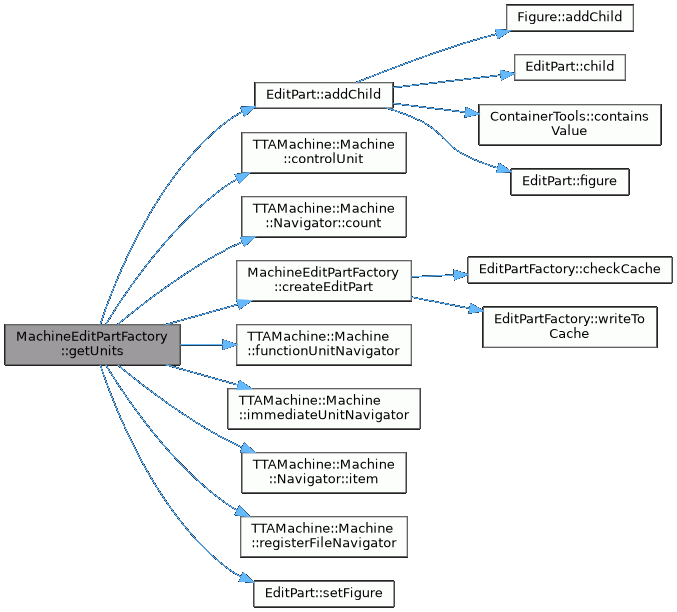 MachineEditPartFactory
::getUnits
EditPart::addChild
Figure::addChild
EditPart::child
ContainerTools::contains
Value
EditPart::figure
TTAMachine::Machine
::controlUnit
TTAMachine::Machine
::Navigator::count
MachineEditPartFactory
::createEditPart
EditPartFactory::checkCache
EditPartFactory::writeTo
Cache
TTAMachine::Machine
::functionUnitNavigator
TTAMachine::Machine
::immediateUnitNavigator
TTAMachine::Machine
::Navigator::item
TTAMachine::Machine
::registerFileNavigator
EditPart::setFigure